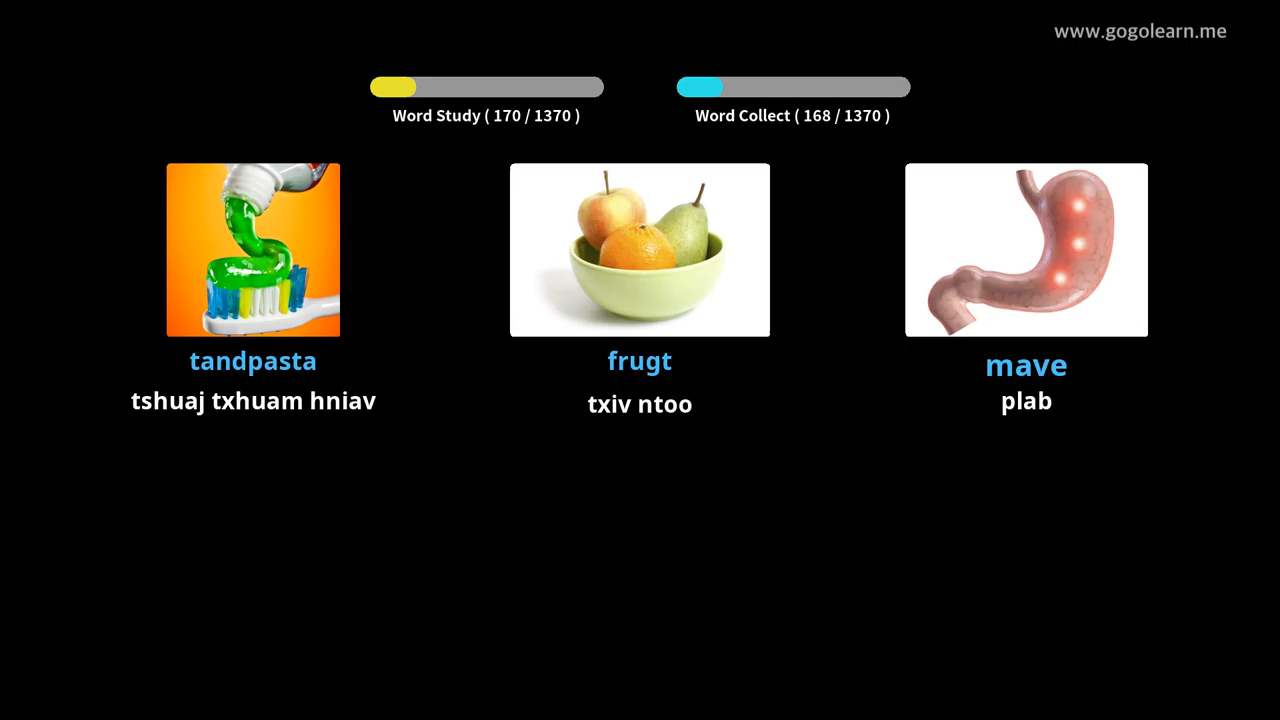 www.gogolearn.me
Word Study ( 170 / 1370 )
Word Collect ( 168 / 1370 )
tandpasta
tshuaj txhuam hniav
frugt
txiv ntoo
mave
plab